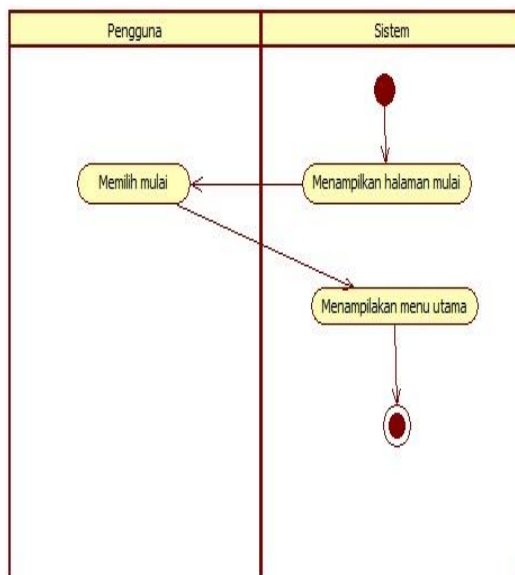 Pengguna
Sistem
Menampilkan halaman mulai
Memilih mulai
Menampilakan menu utama